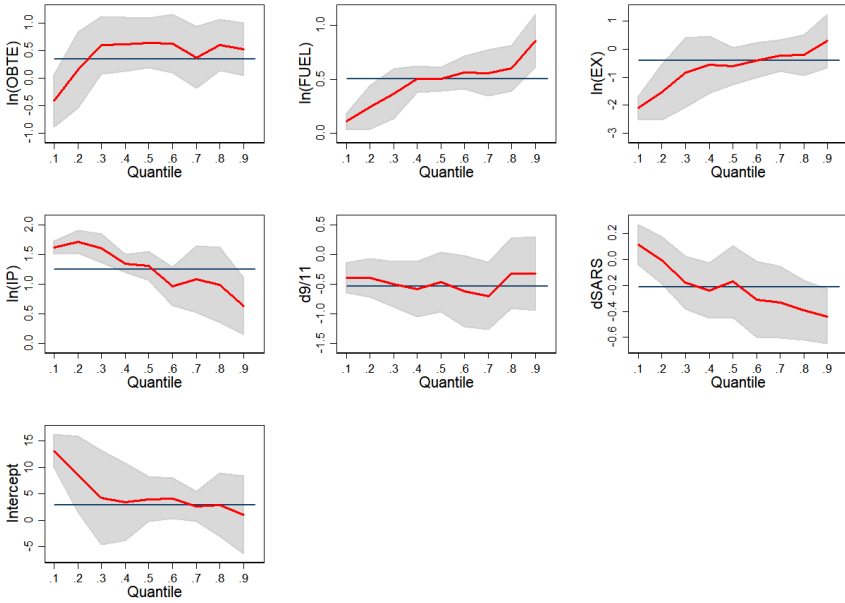 ln(OBTE)
1.0
0.5
0.0
-0.5
-1.0
.1 .2 .3 .4 .5 .6 .7 .8 .9
Quantile
ln(FUEL)
1.0
0.5
0.0
.1 .2 .3 .4 .5 .6 .7 .8 .9
Quantile
ln(EX)
1
0
-1
-2
-3
.1 .2 .3 .4 .5 .6 .7 .8 .9
Quantile
ln(IP)
2.0
1.5
1.0
0.5
0.0
.1 .2 .3 .4 .5 .6 .7 .8 .9
Quantile
d9/11
0.5
0.0
-0.5
-1.0
-1.5
.1 .2 .3 .4 .5 .6 .7 .8 .9
Quantile
dSARS
0.2
0.0
-0.2
-0.4
-0.6
.1 .2 .3 .4 .5 .6 .7 .8 .9
Quantile
Intercept
15
10
5
0
-5
.1 .2 .3 .4 .5 .6 .7 .8 .9
Quantile